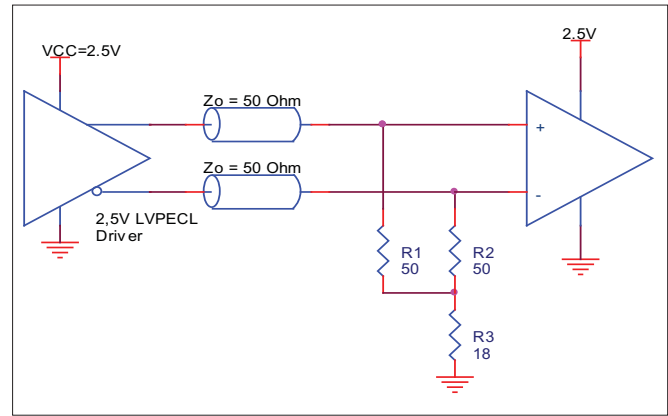 VCC=2.5V
2.5V
Zo = 50 Ohm
+
Zo = 50 Ohm
-
2,5V LVPECL
Driver
R1
50
R2
50
R3
18